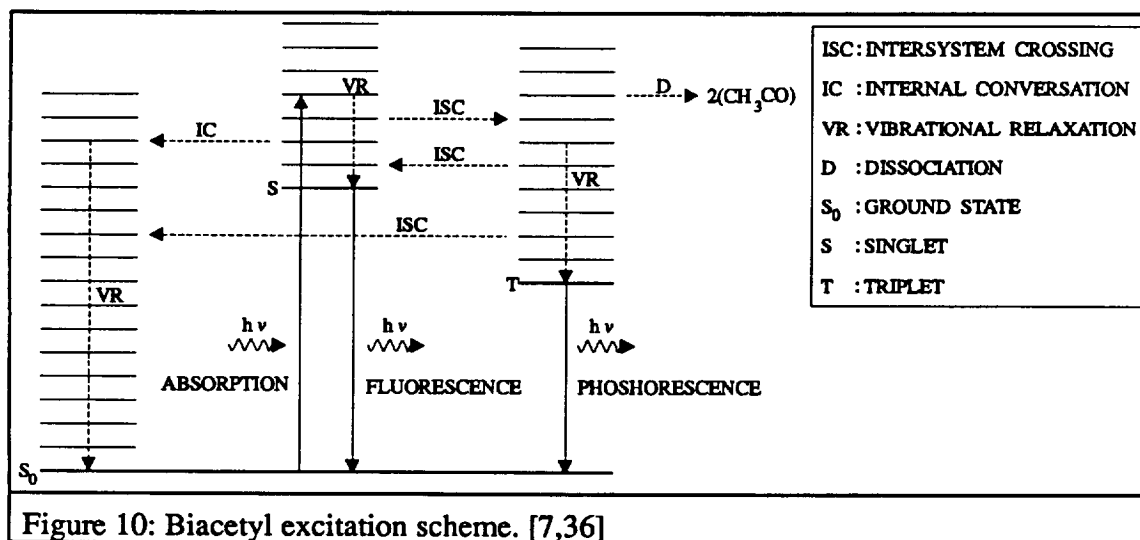 VR
ISC
D
2(CH₃CO)
IC
ISC
S
VR
ISC
T
VR
hν
hν
hν
ABSORPTION
FLUORESCENCE
PHOSHORESCENCE
S₀
ISC:INTERSYSTEM CROSSING
IC :INTERNAL CONVERSATION
VR :VIBRATIONAL RELAXATION
D :DISSOCIATION
S₀ :GROUND STATE
S :SINGLET
T :TRIPLET
Figure 10: Biacetyl excitation scheme. [7,36]